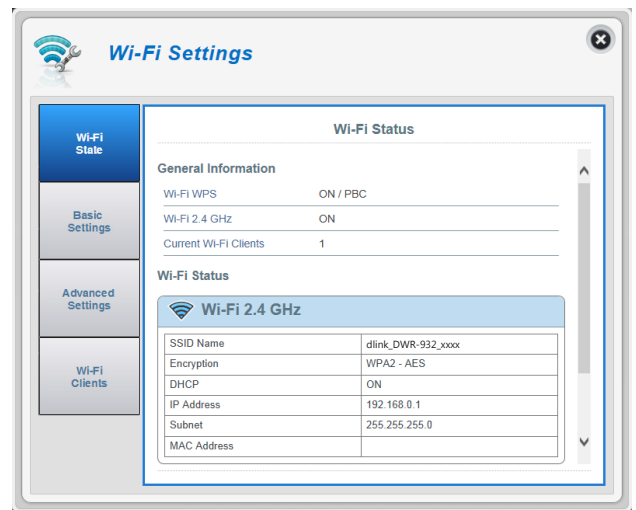 Wi-Fi Settings
Wi-Fi
State
Basic
Settings
Advanced
Settings
Wi-Fi
Clients
Wi-Fi Status
General Information
Wi-Fi WPS ON / PBC
Wi-Fi 2.4 GHz ON
Current Wi-Fi Clients 1
Wi-Fi Status
Wi-Fi 2.4 GHz
SSID Name dlink_DWR-932_xxxx
Encryption WPA2 - AES
DHCP ON
IP Address 192.168.0.1
Subnet 255.255.255.0
MAC Address